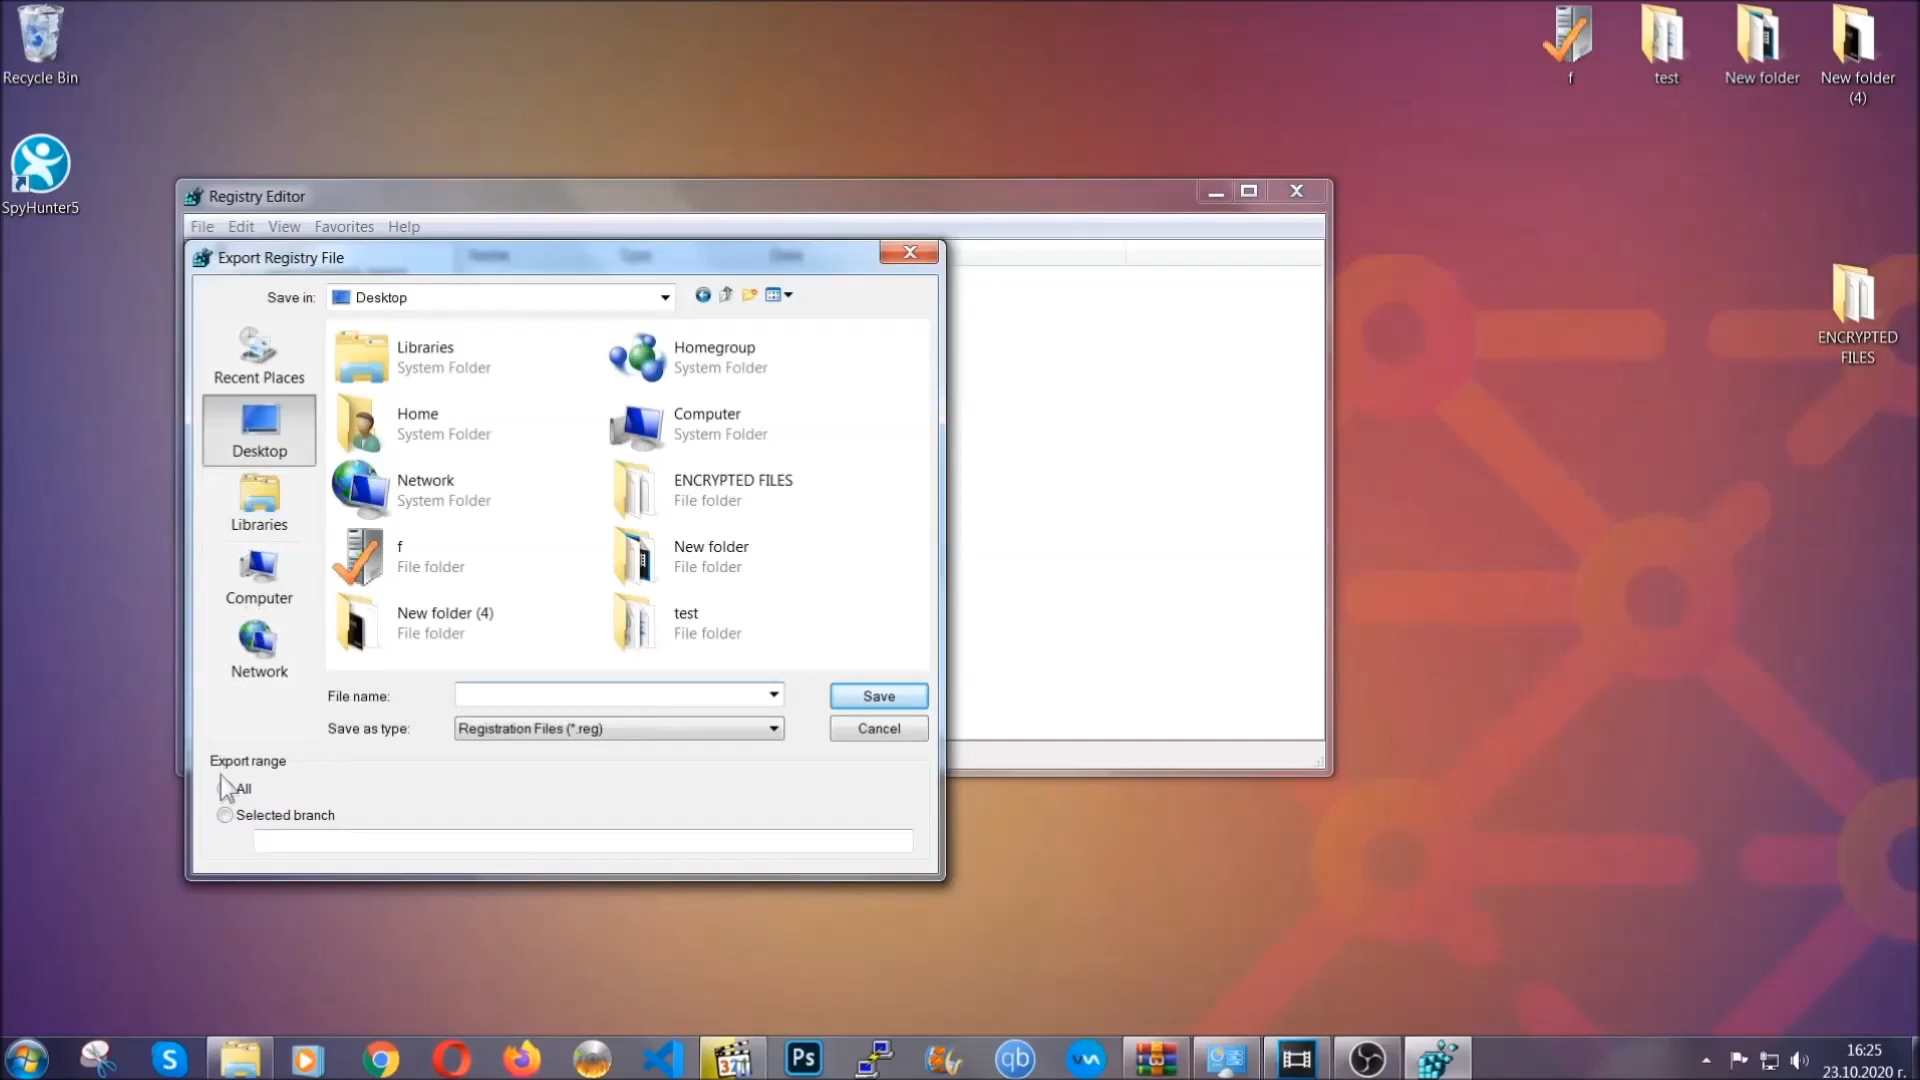 Recycle Bin
SpyHunter5
f
test
New folder
New folder
(4)
ENCRYPTED
FILES
Registry Editor
File Edit View Favorites Help
Export Registry File
Save in:
Desktop
Recent Places
Desktop
Libraries
Computer
Network
Libraries
System Folder
Homegroup
System Folder
Home
System Folder
Computer
System Folder
Network
System Folder
ENCRYPTED FILES
File folder
f
File folder
New folder
File folder
New folder (4)
File folder
test
File folder
File name:
Save
Save as type:
Registration Files (*.reg)
Cancel
Export range
All
Selected branch
S
321
Ps
qb
16:25
23.10.2020 г.